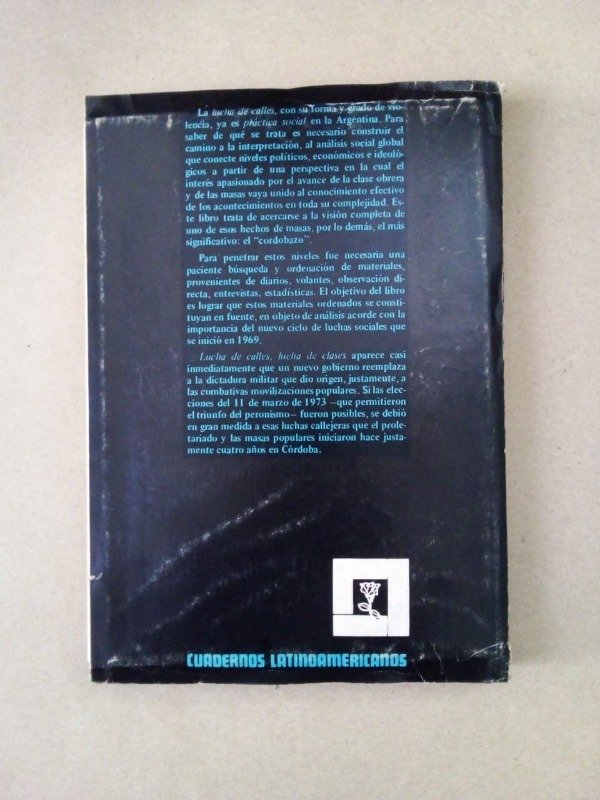 La lucha de calles, con su forma y grado de vio-
lencia, ya es práctica social en la Argentina. Para
saber de qué se trata es necesario construir el
camino a la interpretación, al análisis social global
que conecte niveles políticos, económicos e ideoló-
gicos a partir de una perspectiva en la cual el
interés apasionado por el avance de la clase obrera
y de las masas vaya unido al conocimiento efectivo
de los acontecimientos en toda su complejidad. Es-
te libro trata de acercarse a la visión completa de
uno de esos hechos de masas, por lo demás, el más
significativo: el "cordobazo".
Para penetrar estos niveles fue necesaria una
paciente búsqueda y ordenación de materiales,
provenientes de diarios, volantes, observación di-
recta, entrevistas, estadísticas. El objetivo del libro
es lograr que estos materiales ordenados se consti-
tuyan en fuente, en objeto de análisis acorde con la
importancia del nuevo ciclo de luchas sociales que
se inició en 1969.
Lucha de calles, lucha de clases aparece casi
inmediatamente que un nuevo gobierno reemplaza
a la dictadura militar que dio origen, justamente, a
las combativas movilizaciones populares. Si las elec-
ciones del 11 de marzo de 1973 —que permitieron
el triunfo del peronismo— fueron posibles, se debió
en gran medida a esas luchas callejeras que el prole-
tariado y las masas populares iniciaron hace justa-
mente cuatro años en Córdoba.
CUADERNOS LATINOAMERICANOS